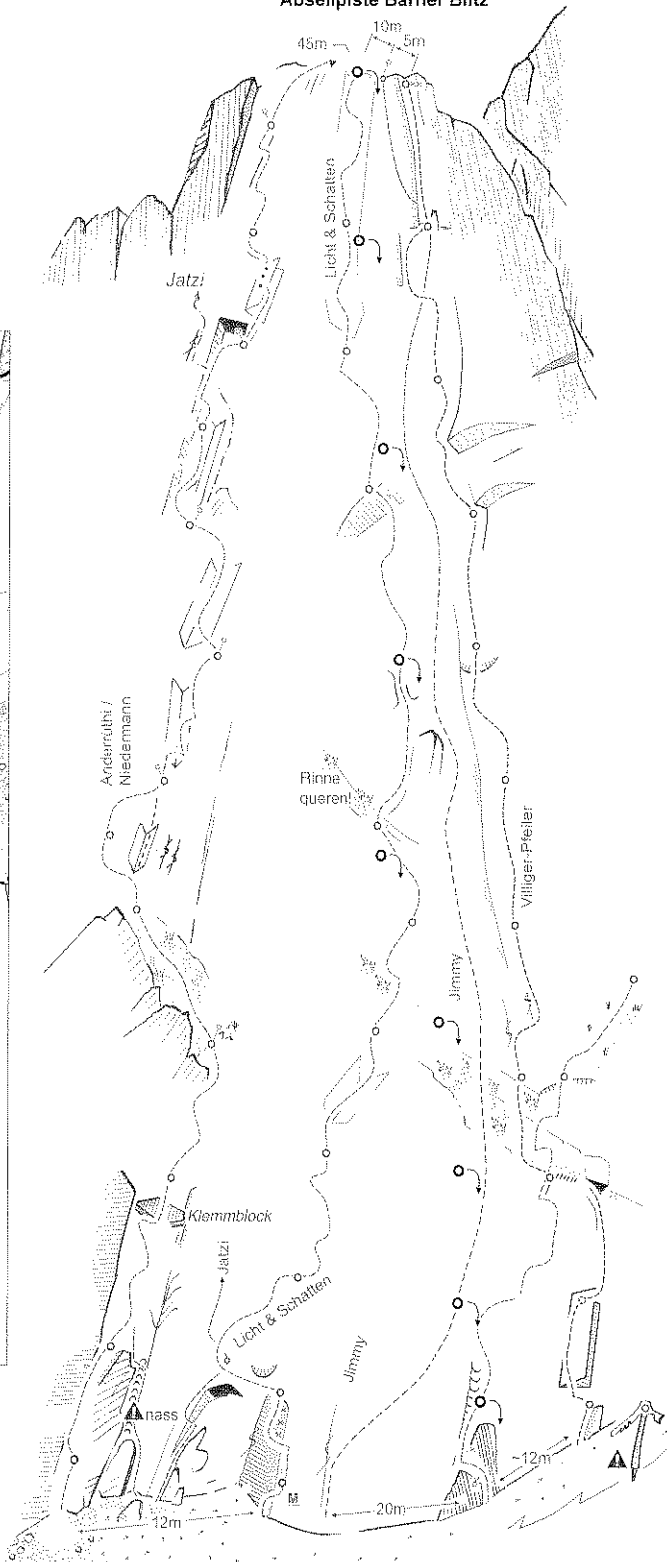 Abseilpiste Barrier Blitz
10m
45m
5m
Licht & Schatten
Jatzi
Anderrüthi /
Niedermann
Rinne
queren!
Villiger-Pfeiler
Jimmy
Klemmblock
Jatzi
Licht & Schatten
Jimmy
nass
~12m
M
20m
12m